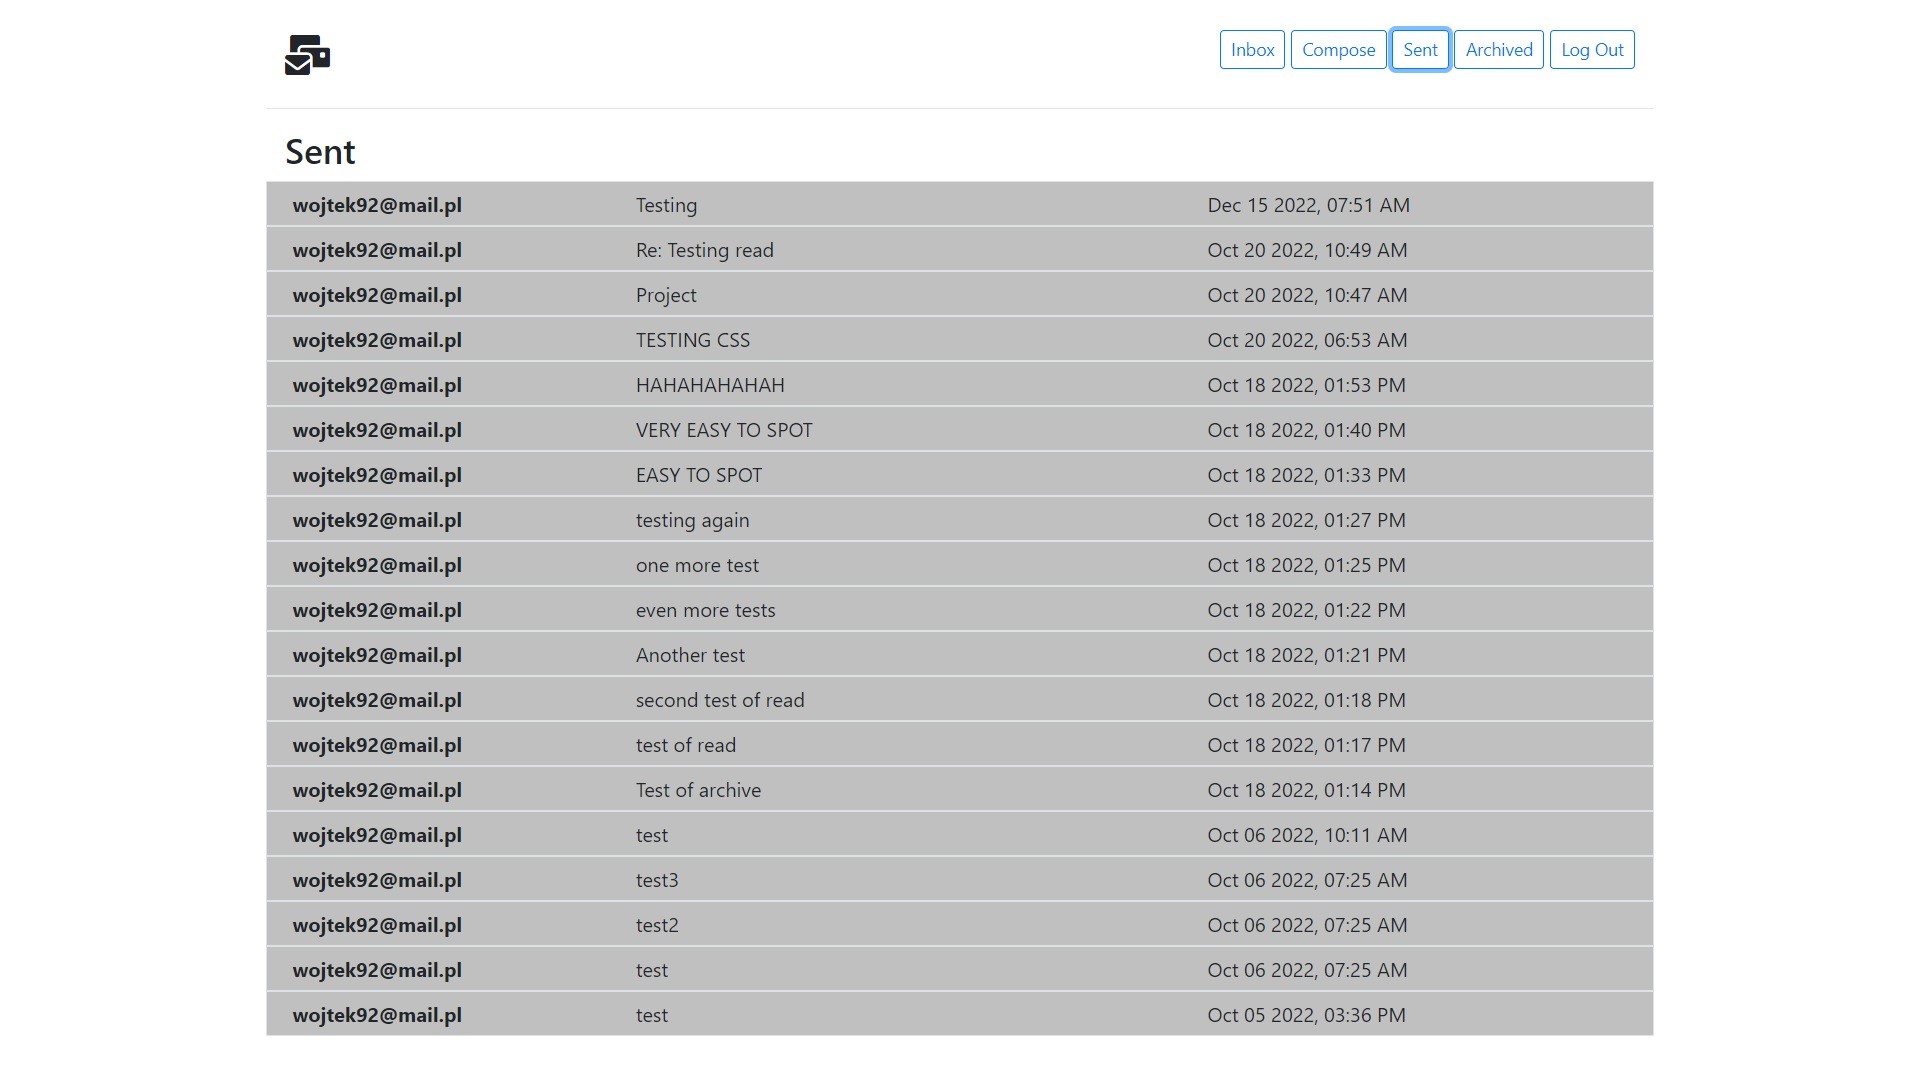 Inbox Compose Sent Archived Log Out
Sent
wojtek92@mail.pl Testing Dec 15 2022, 07:51 AM
wojtek92@mail.pl Re: Testing read Oct 20 2022, 10:49 AM
wojtek92@mail.pl Project Oct 20 2022, 10:47 AM
wojtek92@mail.pl TESTING CSS Oct 20 2022, 06:53 AM
wojtek92@mail.pl HAHAHAHAHAH Oct 18 2022, 01:53 PM
wojtek92@mail.pl VERY EASY TO SPOT Oct 18 2022, 01:40 PM
wojtek92@mail.pl EASY TO SPOT Oct 18 2022, 01:33 PM
wojtek92@mail.pl testing again Oct 18 2022, 01:27 PM
wojtek92@mail.pl one more test Oct 18 2022, 01:25 PM
wojtek92@mail.pl even more tests Oct 18 2022, 01:22 PM
wojtek92@mail.pl Another test Oct 18 2022, 01:21 PM
wojtek92@mail.pl second test of read Oct 18 2022, 01:18 PM
wojtek92@mail.pl test of read Oct 18 2022, 01:17 PM
wojtek92@mail.pl Test of archive Oct 18 2022, 01:14 PM
wojtek92@mail.pl test Oct 06 2022, 10:11 AM
wojtek92@mail.pl test3 Oct 06 2022, 07:25 AM
wojtek92@mail.pl test2 Oct 06 2022, 07:25 AM
wojtek92@mail.pl test Oct 06 2022, 07:25 AM
wojtek92@mail.pl test Oct 05 2022, 03:36 PM